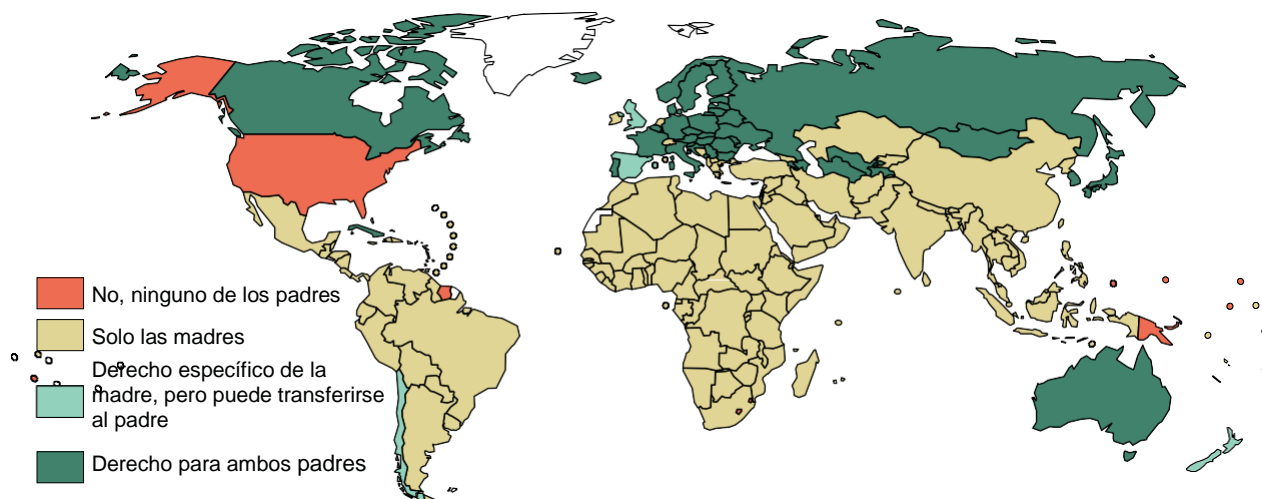 No, ninguno de los padres
Solo las madres
Derecho específico de la
madre, pero puede transferirse
al padre
Derecho para ambos padres